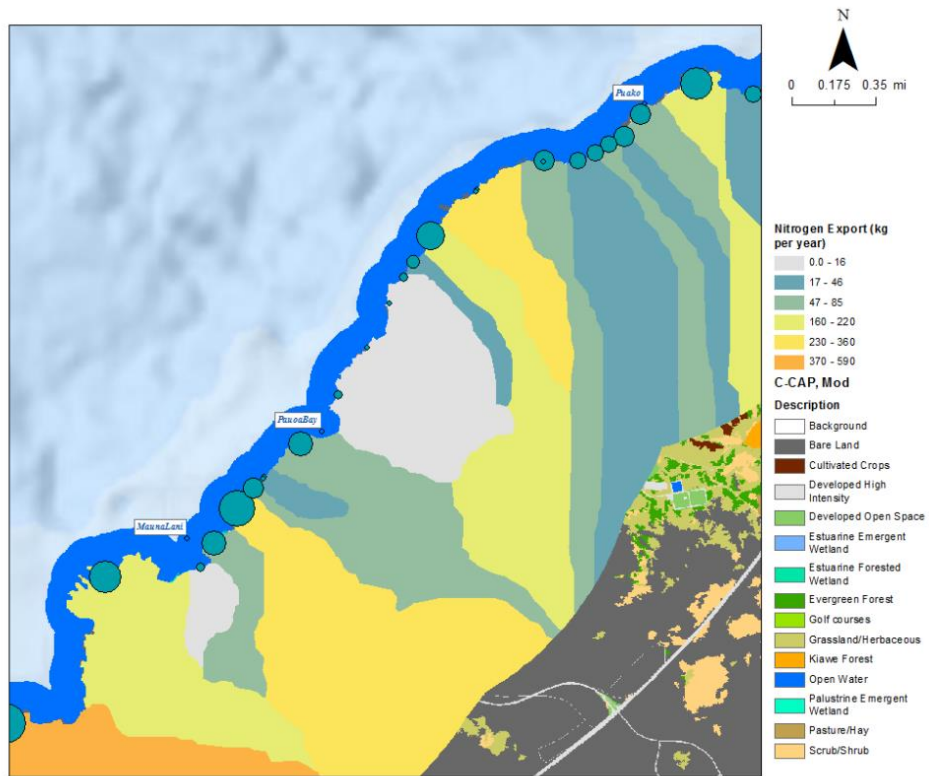 N
0 0.175 0.35 mi
Puako
PauoaBay
MaunaLani
Nitrogen Export (kg
per year)
0.0 - 16
17 - 46
47 - 85
160 - 220
230 - 360
370 - 590
C-CAP, Mod
Description
Background
Bare Land
Cultivated Crops
Developed High
Intensity
Developed Open Space
Estuarine Emergent
Wetland
Estuarine Forested
Wetland
Evergreen Forest
Golf courses
Grassland/Herbaceous
Kiawe Forest
Open Water
Palustrine Emergent
Wetland
Pasture/Hay
Scrub/Shrub